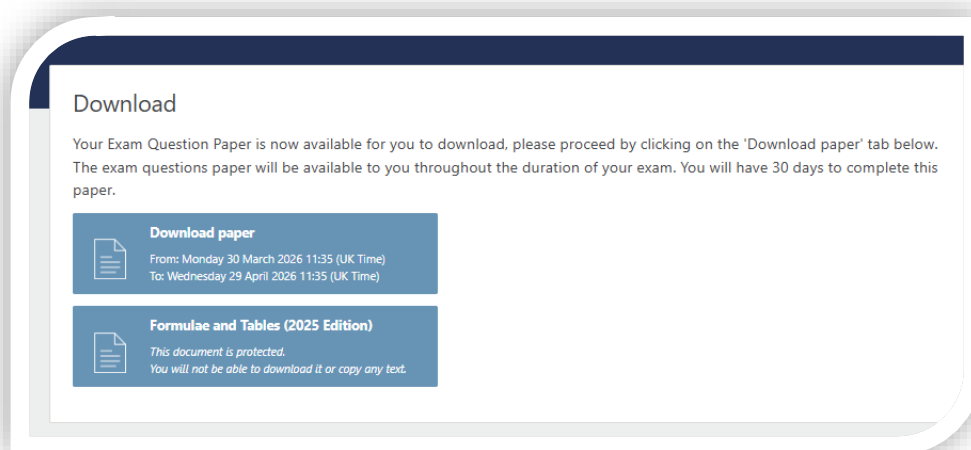 Download
Your Exam Question Paper is now available for you to download, please proceed by clicking on the 'Download paper' tab below.
The exam questions paper will be available to you throughout the duration of your exam. You will have 30 days to complete this
paper.
Download paper
From: Monday 30 March 2026 11:35 (UK Time)
To: Wednesday 29 April 2026 11:35 (UK Time)
Formulae and Tables (2025 Edition)
This document is protected.
You will not be able to download it or copy any text.